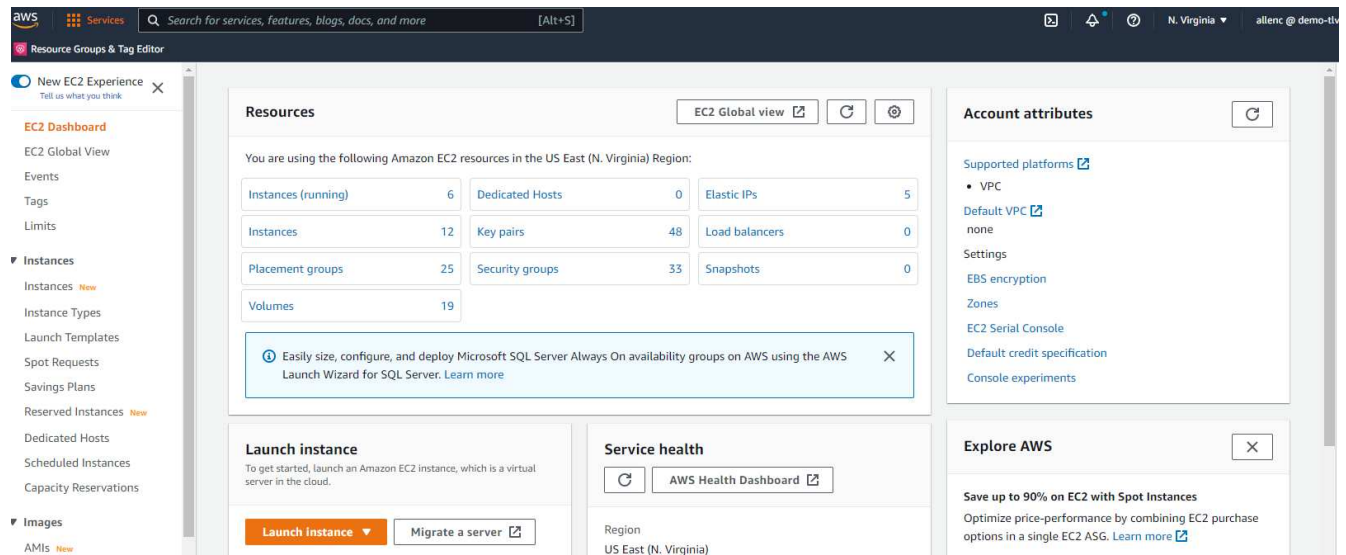 aws
Services
Search for services, features, blogs, docs, and more
[Alt+S]
N. Virginia
allenc @ demo-tlv
Resource Groups & Tag Editor
New EC2 Experience
Tell us what you think
EC2 Dashboard
EC2 Global View
Events
Tags
Limits
Instances
Instances New
Instance Types
Launch Templates
Spot Requests
Savings Plans
Reserved Instances New
Dedicated Hosts
Scheduled Instances
Capacity Reservations
Images
AMIs New
Resources
EC2 Global view
You are using the following Amazon EC2 resources in the US East (N. Virginia) Region:
Instances (running) 6
Dedicated Hosts 0
Elastic IPs 5
Instances 12
Key pairs 48
Load balancers 0
Placement groups 25
Security groups 33
Snapshots 0
Volumes 19
Easily size, configure, and deploy Microsoft SQL Server Always On availability groups on AWS using the AWS
Launch Wizard for SQL Server. Learn more
Launch instance
To get started, launch an Amazon EC2 instance, which is a virtual
server in the cloud.
Launch instance
Migrate a server
Service health
AWS Health Dashboard
Region
US East (N. Virginia)
Account attributes
Supported platforms
• VPC
Default VPC
none
Settings
EBS encryption
Zones
EC2 Serial Console
Default credit specification
Console experiments
Explore AWS
Save up to 90% on EC2 with Spot Instances
Optimize price-performance by combining EC2 purchase
options in a single EC2 ASG. Learn more